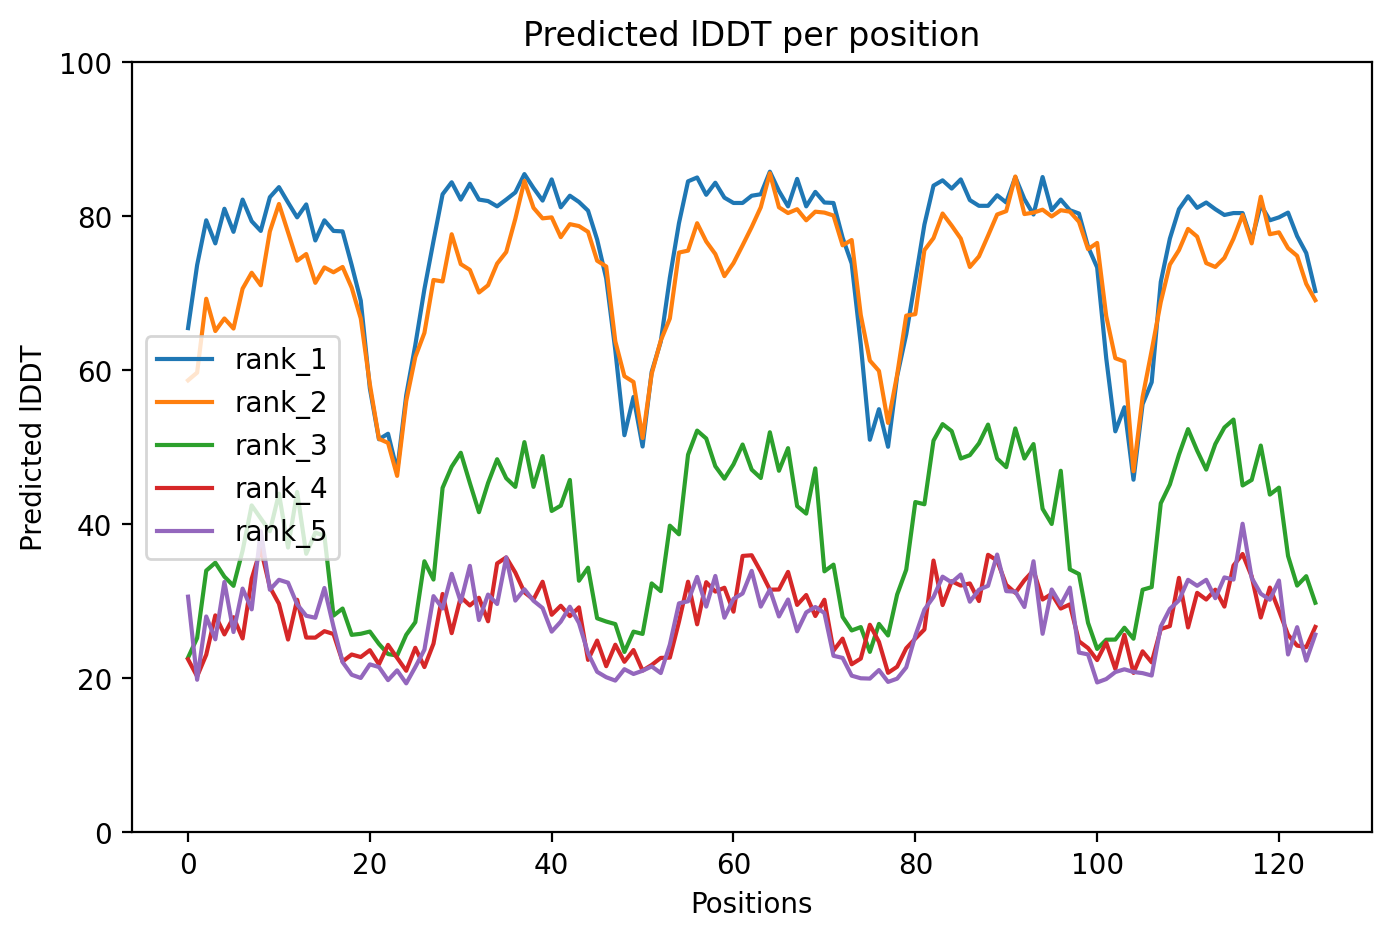 Predicted lDDT per position
100
80
60
40
20
0
Predicted lDDT
rank_1
rank_2
rank_3
rank_4
rank_5
0 20 40 60 80 100 120
Positions